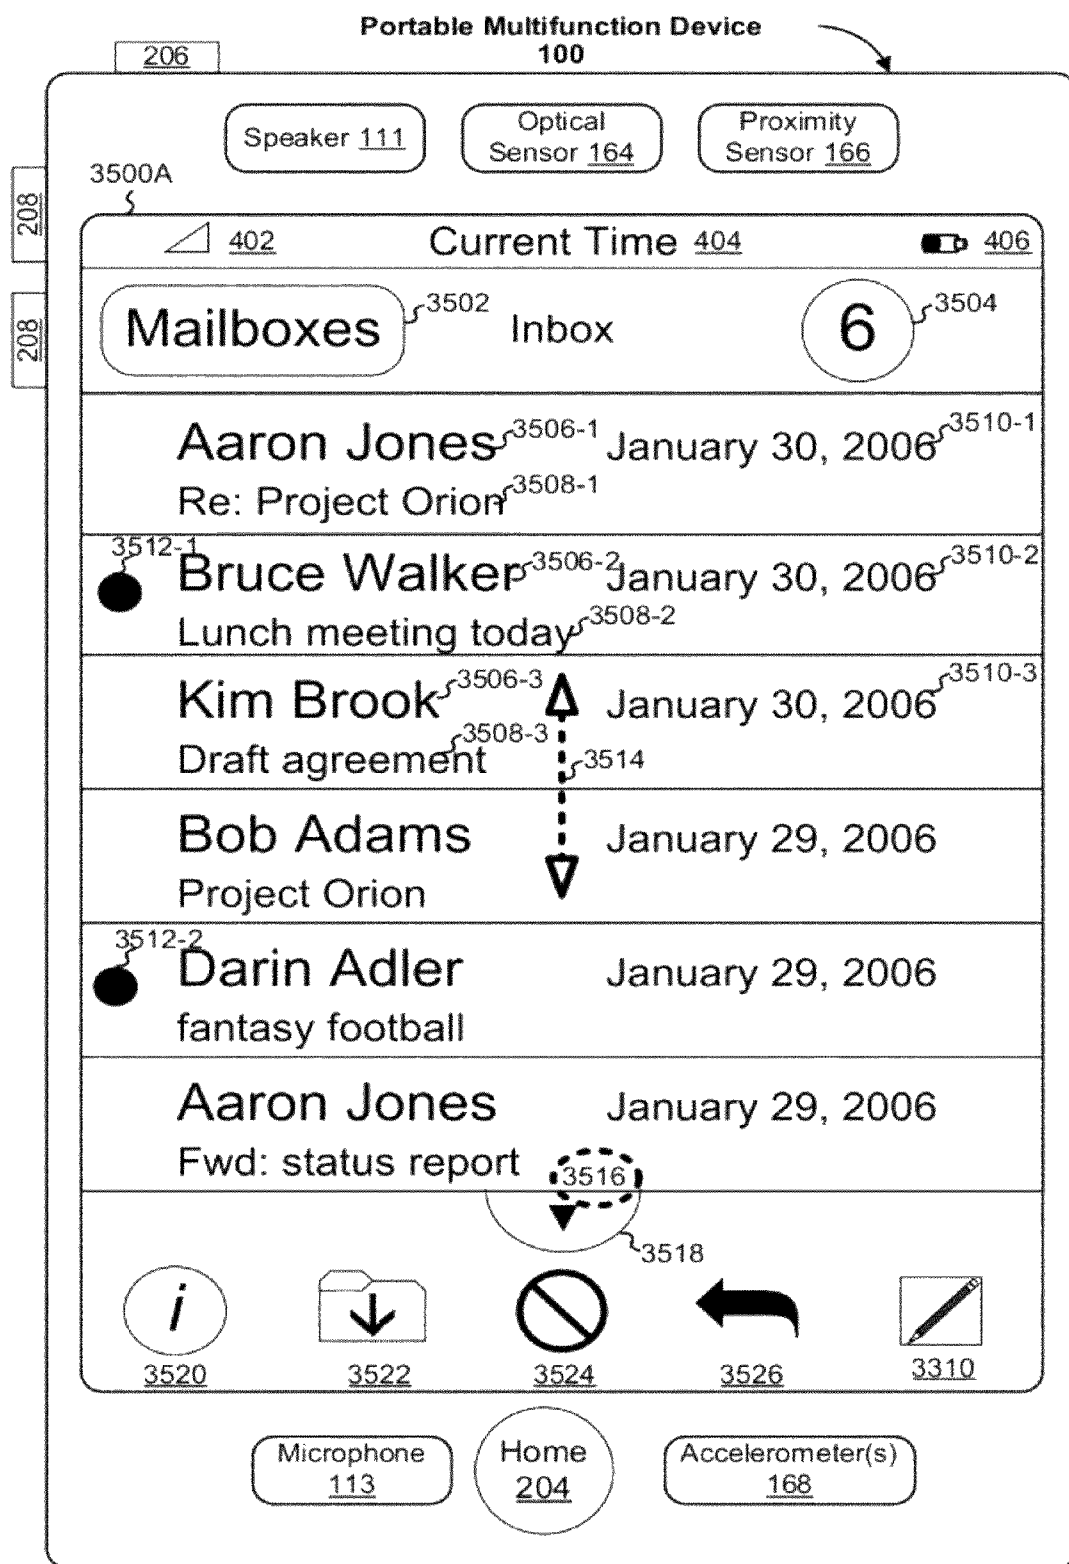 Portable Multifunction Device
100
206
Speaker 111
Optical
Sensor 164
Proximity
Sensor 166
208
208
3500A
402
Current Time 404
406
Mailboxes
3502
Inbox
6
3504
Aaron Jones 3506-1 January 30, 2006 3510-1
Re: Project Orion 3508-1
3512-1
Bruce Walker 3506-2 January 30, 2006 3510-2
Lunch meeting today 3508-2
Kim Brook 3506-3 January 30, 2006 3510-3
Draft agreement 3508-3
3514
Bob Adams January 29, 2006
Project Orion
3512-2
Darin Adler January 29, 2006
fantasy football
Aaron Jones January 29, 2006
Fwd: status report
3516
3518
i
3520 3522 3524 3526 3310
Microphone
113
Home
204
Accelerometer(s)
168